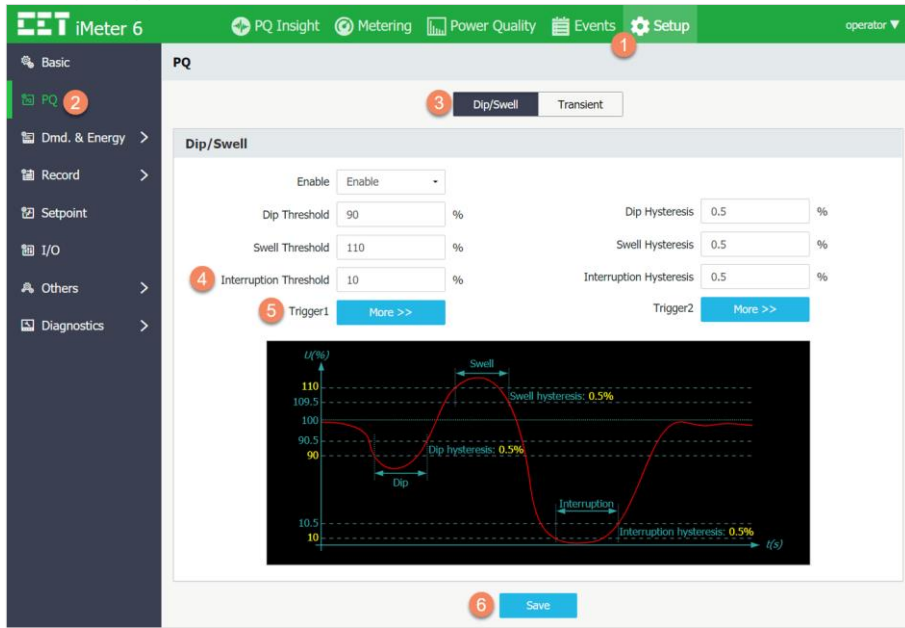 CET iMeter 6
PQ Insight Metering Power Quality Events Setup operator
1
Basic
PQ
2
Dmd. & Energy
Record
Setpoint
I/O
Others
Diagnostics
PQ
3 Dip/Swell Transient
Dip/Swell
Enable Enable
Dip Threshold 90 % Dip Hysteresis 0.5 %
Swell Threshold 110 % Swell Hysteresis 0.5 %
4 Interruption Threshold 10 % Interruption Hysteresis 0.5 %
5 Trigger1 More >> Trigger2 More >>
U(%)
Swell
110
109.5 Swell hysteresis: 0.5%
100
90.5
90 Dip hysteresis: 0.5%
Dip
Interruption
10.5
10 Interruption hysteresis: 0.5%
t(s)
6 Save